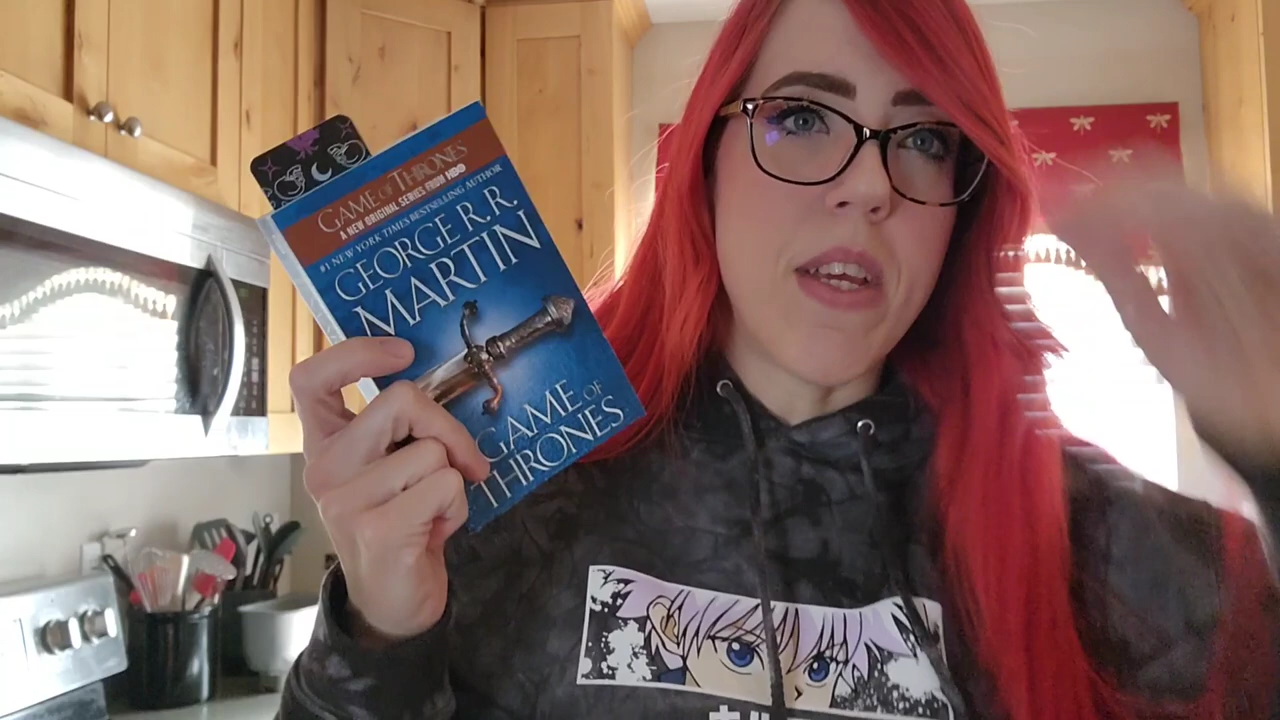 GAME OF THRONES
A NEW ORIGINAL SERIES FROM HBO
#1 NEW YORK TIMES BESTSELLING AUTHOR
GEORGE R.R.
MARTIN
GAME OF
THRONES